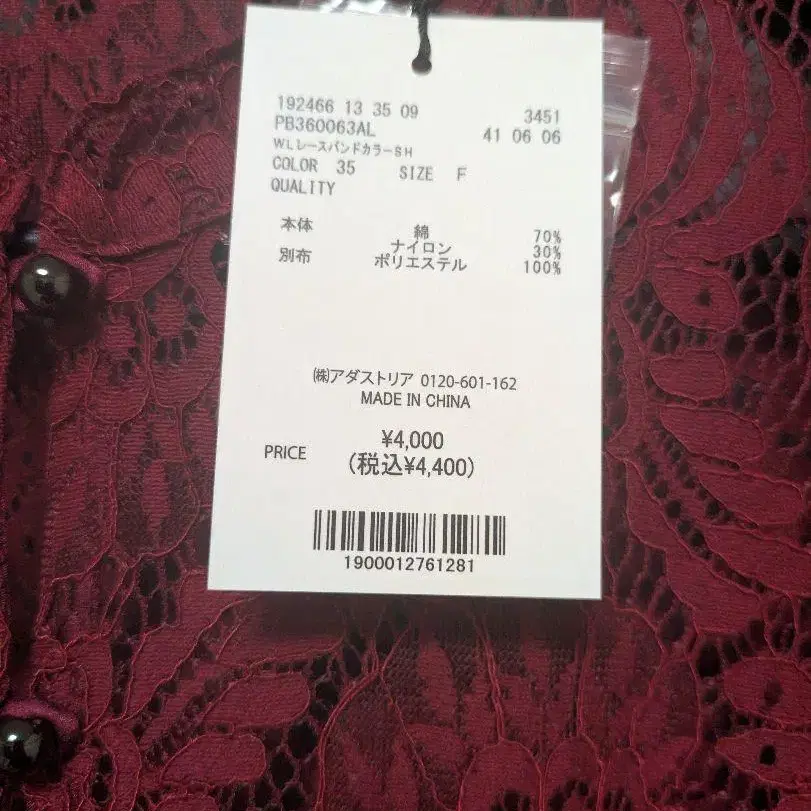 192466 13 35 09 3451
PB360063AL 41 06 06
WLレースバンドカラーSH
COLOR 35 SIZE F
QUALITY
本体 綿 70%
ナイロン 30%
別布 ポリエステル 100%
㈱アダストリア 0120-601-162
MADE IN CHINA
PRICE ¥4,000
(税込¥4,400)
1900012761281